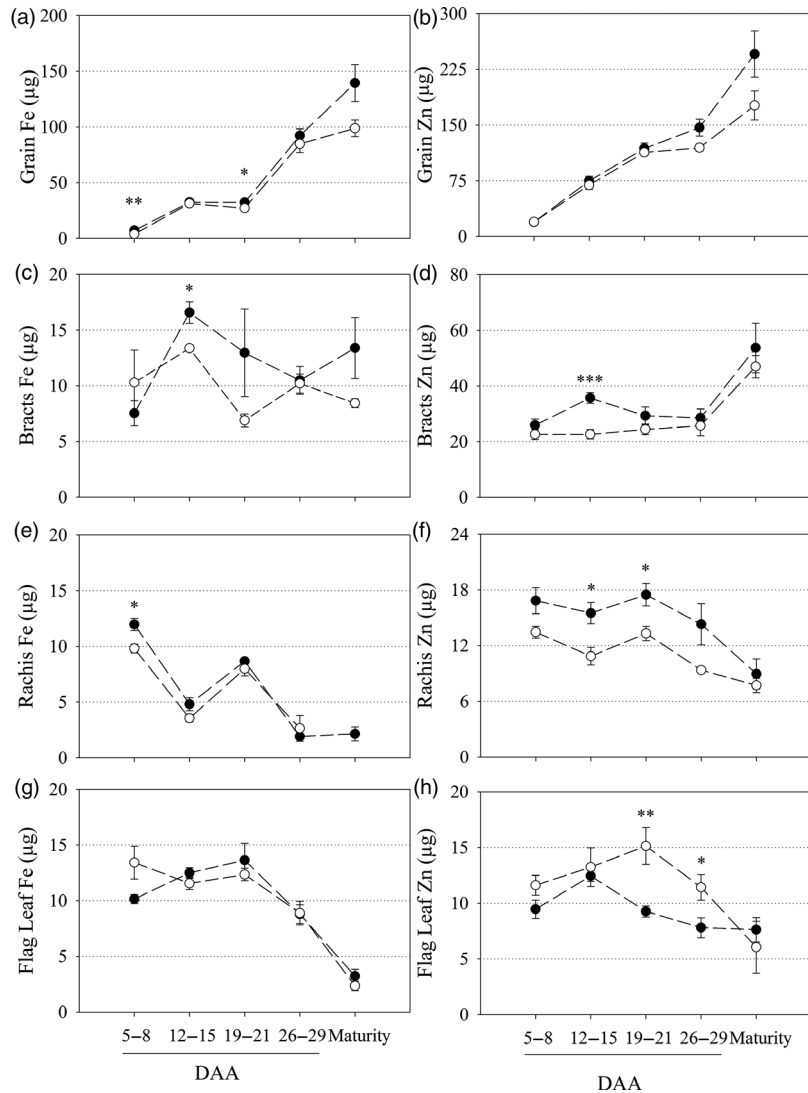 (a)
200
150
100
50
0
Grain Fe (µg)
**
*
(b)
300
225
150
75
0
Grain Zn (µg)
(c)
20
15
10
5
0
Bracts Fe (µg)
*
(d)
80
60
40
20
0
Bracts Zn (µg)
***
(e)
20
15
10
5
0
Rachis Fe (µg)
*
(f)
24
18
12
6
0
Rachis Zn (µg)
*
*
(g)
20
15
10
5
0
Flag Leaf Fe (µg)
5–8 12–15 19–21 26–29 Maturity
DAA
(h)
20
15
10
5
0
Flag Leaf Zn (µg)
**
*
5–8 12–15 19–21 26–29 Maturity
DAA